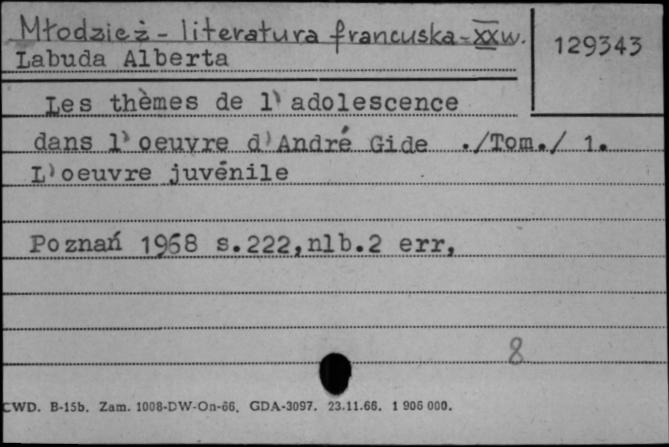 Młodzież - literatura francuska - XX w.
129343
Labuda Alberta
Les thèmes de l'adolescence
dans l'oeuvre d'André Gide ./Tom./ 1.
L'oeuvre juvénile
Poznań 1968 s.222,nlb.2 err,
8
CWD. B-15b. Zam. 1008-DW-On-66. GDA-3097. 23.11.66. 1 906 000.